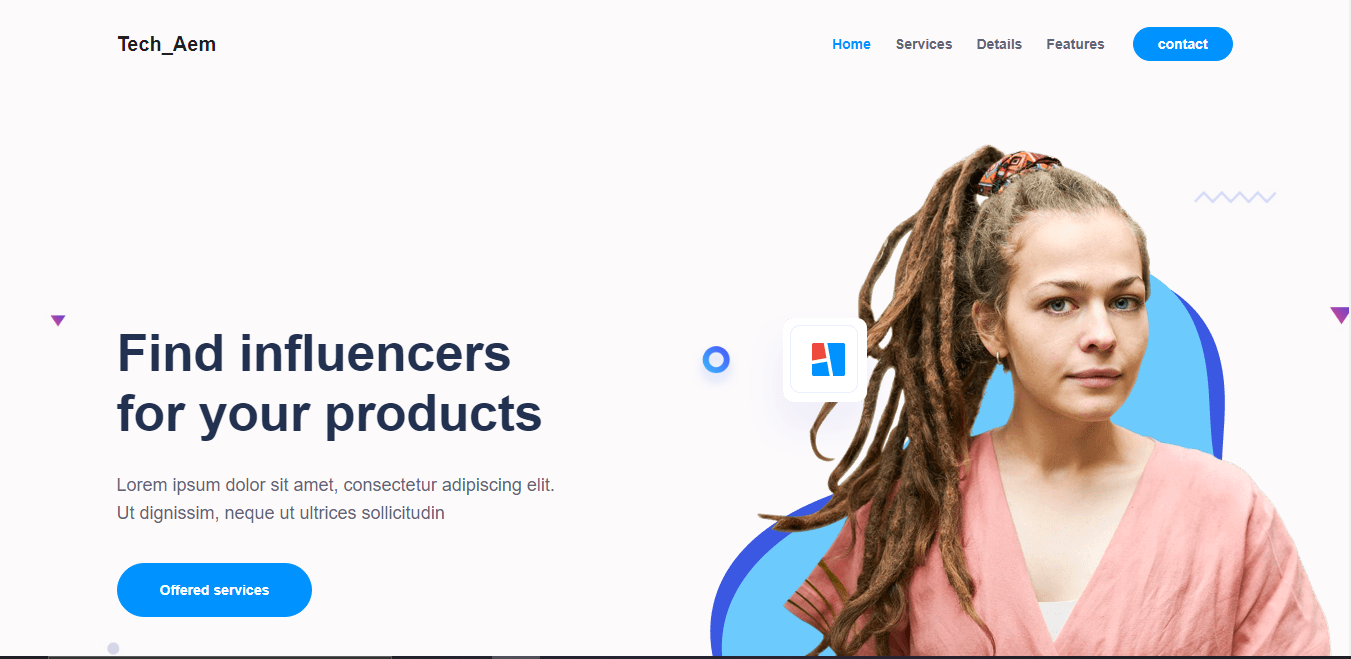 Tech_Aem
Home Services Details Features contact
Find influencers
for your products
Lorem ipsum dolor sit amet, consectetur adipiscing elit.
Ut dignissim, neque ut ultrices sollicitudin
Offered services